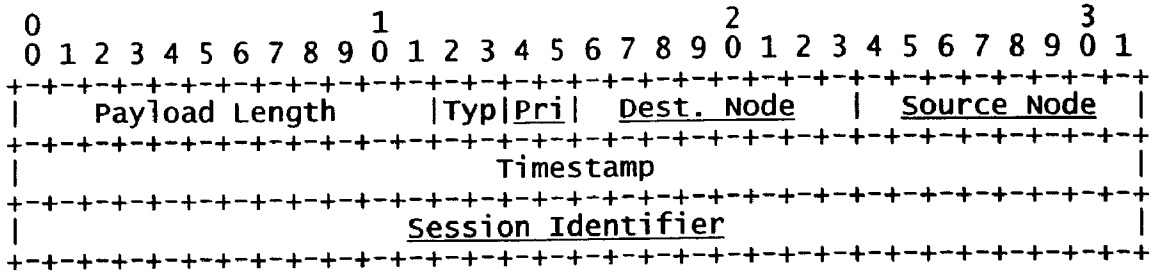 0                   1                   2                   3
 0 1 2 3 4 5 6 7 8 9 0 1 2 3 4 5 6 7 8 9 0 1 2 3 4 5 6 7 8 9 0 1
+-+-+-+-+-+-+-+-+-+-+-+-+-+-+-+-+-+-+-+-+-+-+-+-+-+-+-+-+-+-+-+-+
|    Payload Length     |Typ|Pri|  Dest. Node   |  Source Node  |
+-+-+-+-+-+-+-+-+-+-+-+-+-+-+-+-+-+-+-+-+-+-+-+-+-+-+-+-+-+-+-+-+
|                           Timestamp                           |
+-+-+-+-+-+-+-+-+-+-+-+-+-+-+-+-+-+-+-+-+-+-+-+-+-+-+-+-+-+-+-+-+
|                      Session Identifier                       |
+-+-+-+-+-+-+-+-+-+-+-+-+-+-+-+-+-+-+-+-+-+-+-+-+-+-+-+-+-+-+-+-+